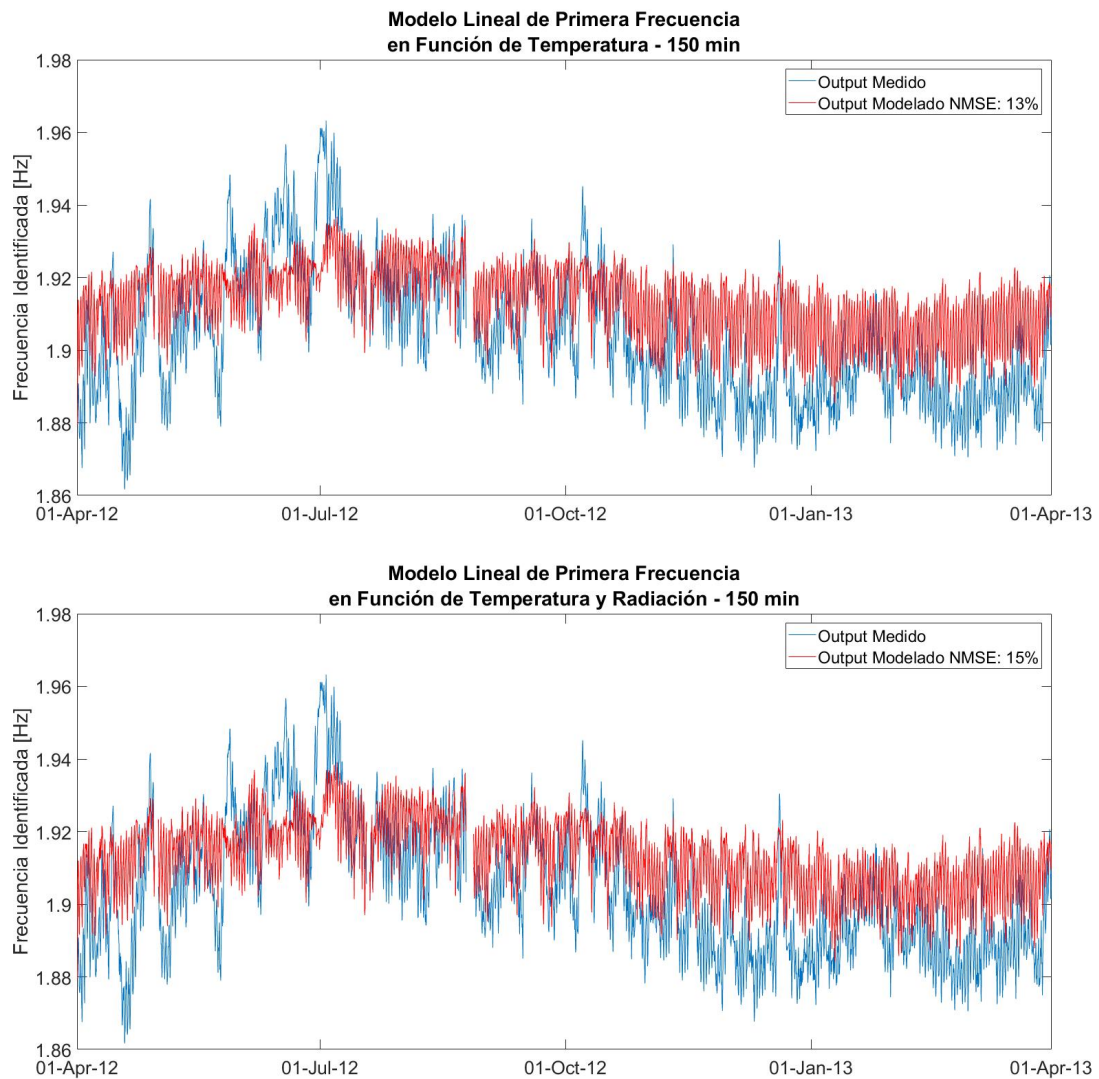 Modelo Lineal de Primera Frecuencia
en Función de Temperatura - 150 min
Output Medido
Output Modelado NMSE: 13%
Frecuencia Identificada [Hz]
1.98
1.96
1.94
1.92
1.9
1.88
1.86
01-Apr-12
01-Jul-12
01-Oct-12
01-Jan-13
01-Apr-13
Modelo Lineal de Primera Frecuencia
en Función de Temperatura y Radiación - 150 min
Output Medido
Output Modelado NMSE: 15%
Frecuencia Identificada [Hz]
1.98
1.96
1.94
1.92
1.9
1.88
1.86
01-Apr-12
01-Jul-12
01-Oct-12
01-Jan-13
01-Apr-13